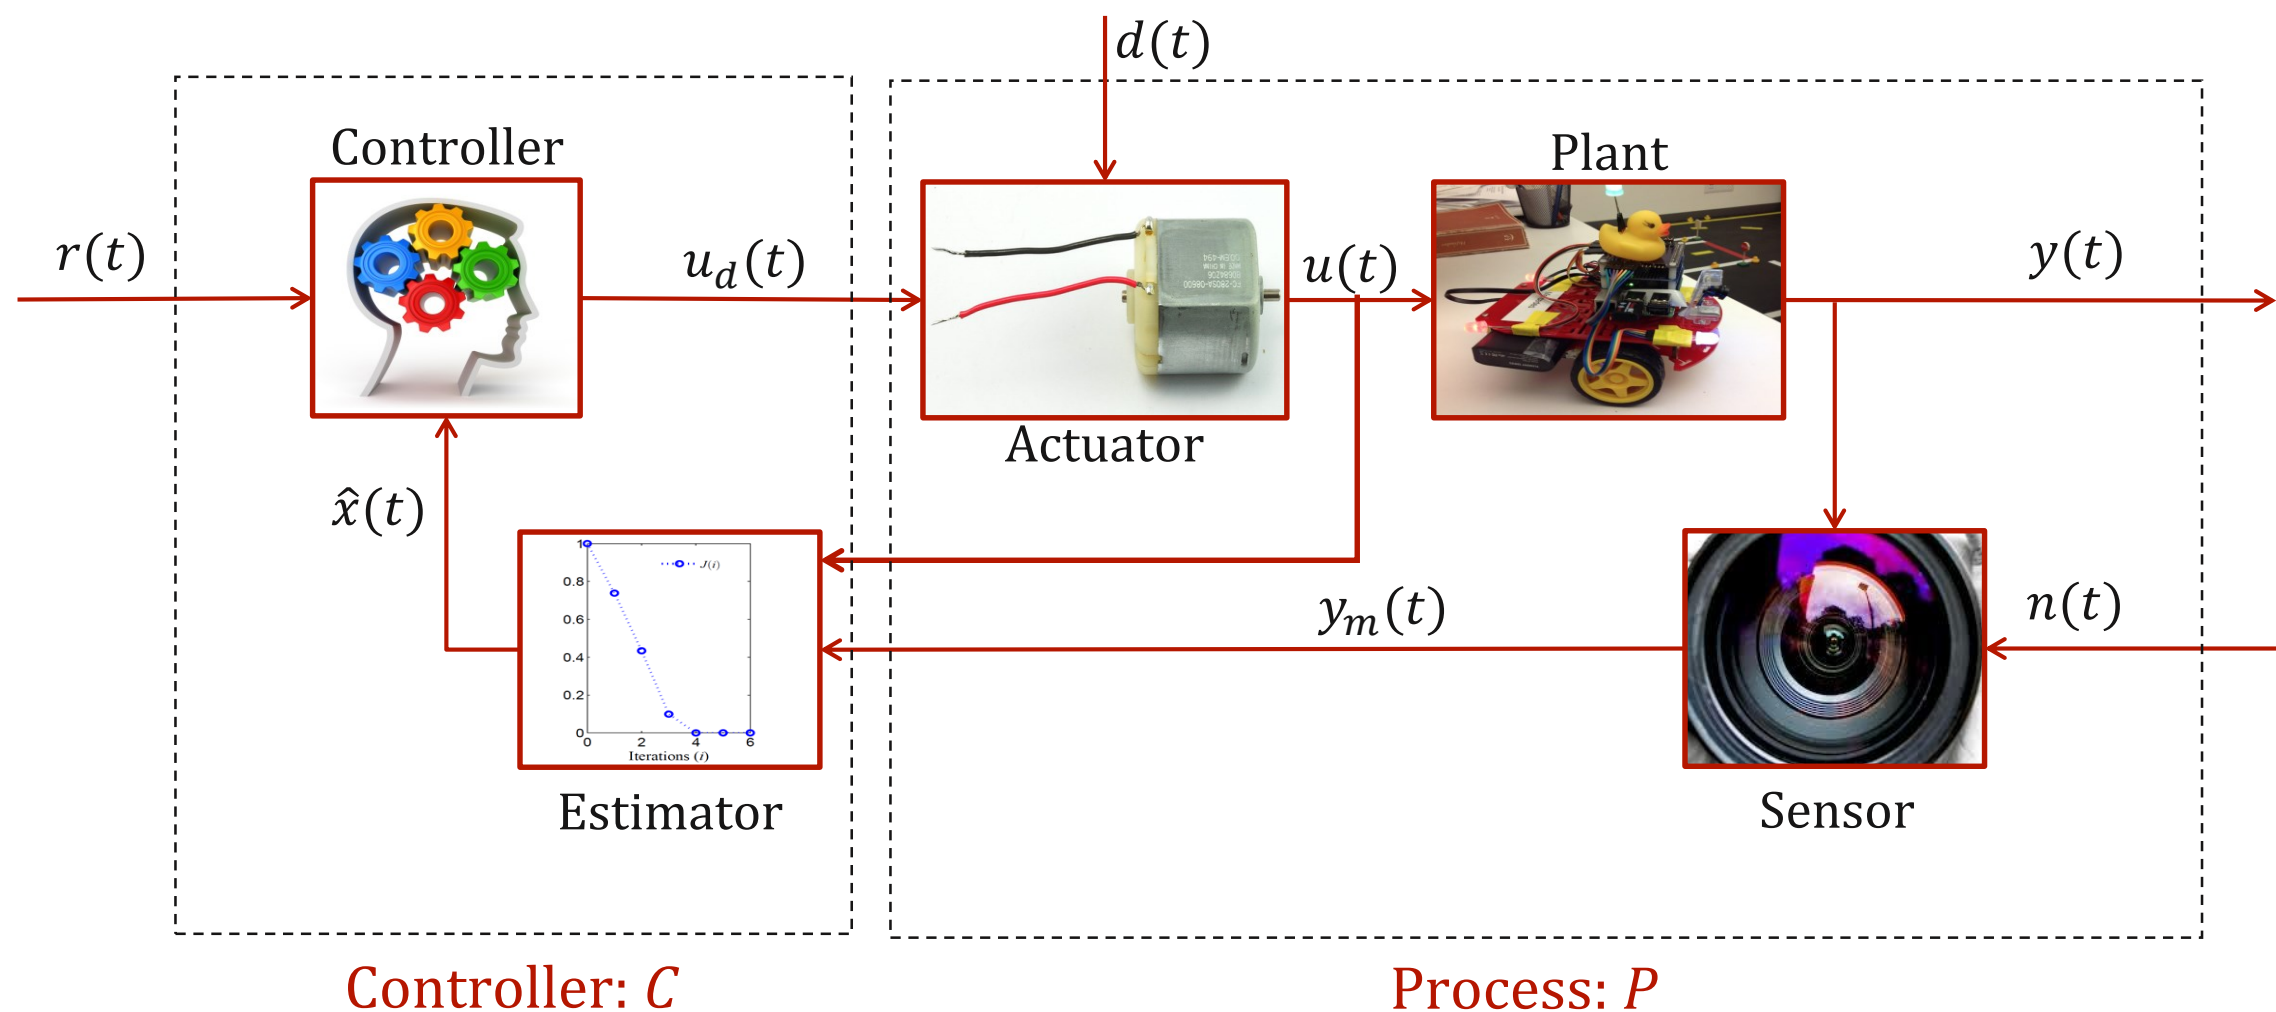 d(t)
Controller
Plant
r(t)
u_d(t)
u(t)
y(t)
Actuator
x̂(t)
1
J(i)
0.8
0.6
0.4
0.2
0
0 2 4 6
Iterations (i)
y_m(t)
n(t)
Estimator
Sensor
Controller: C
Process: P